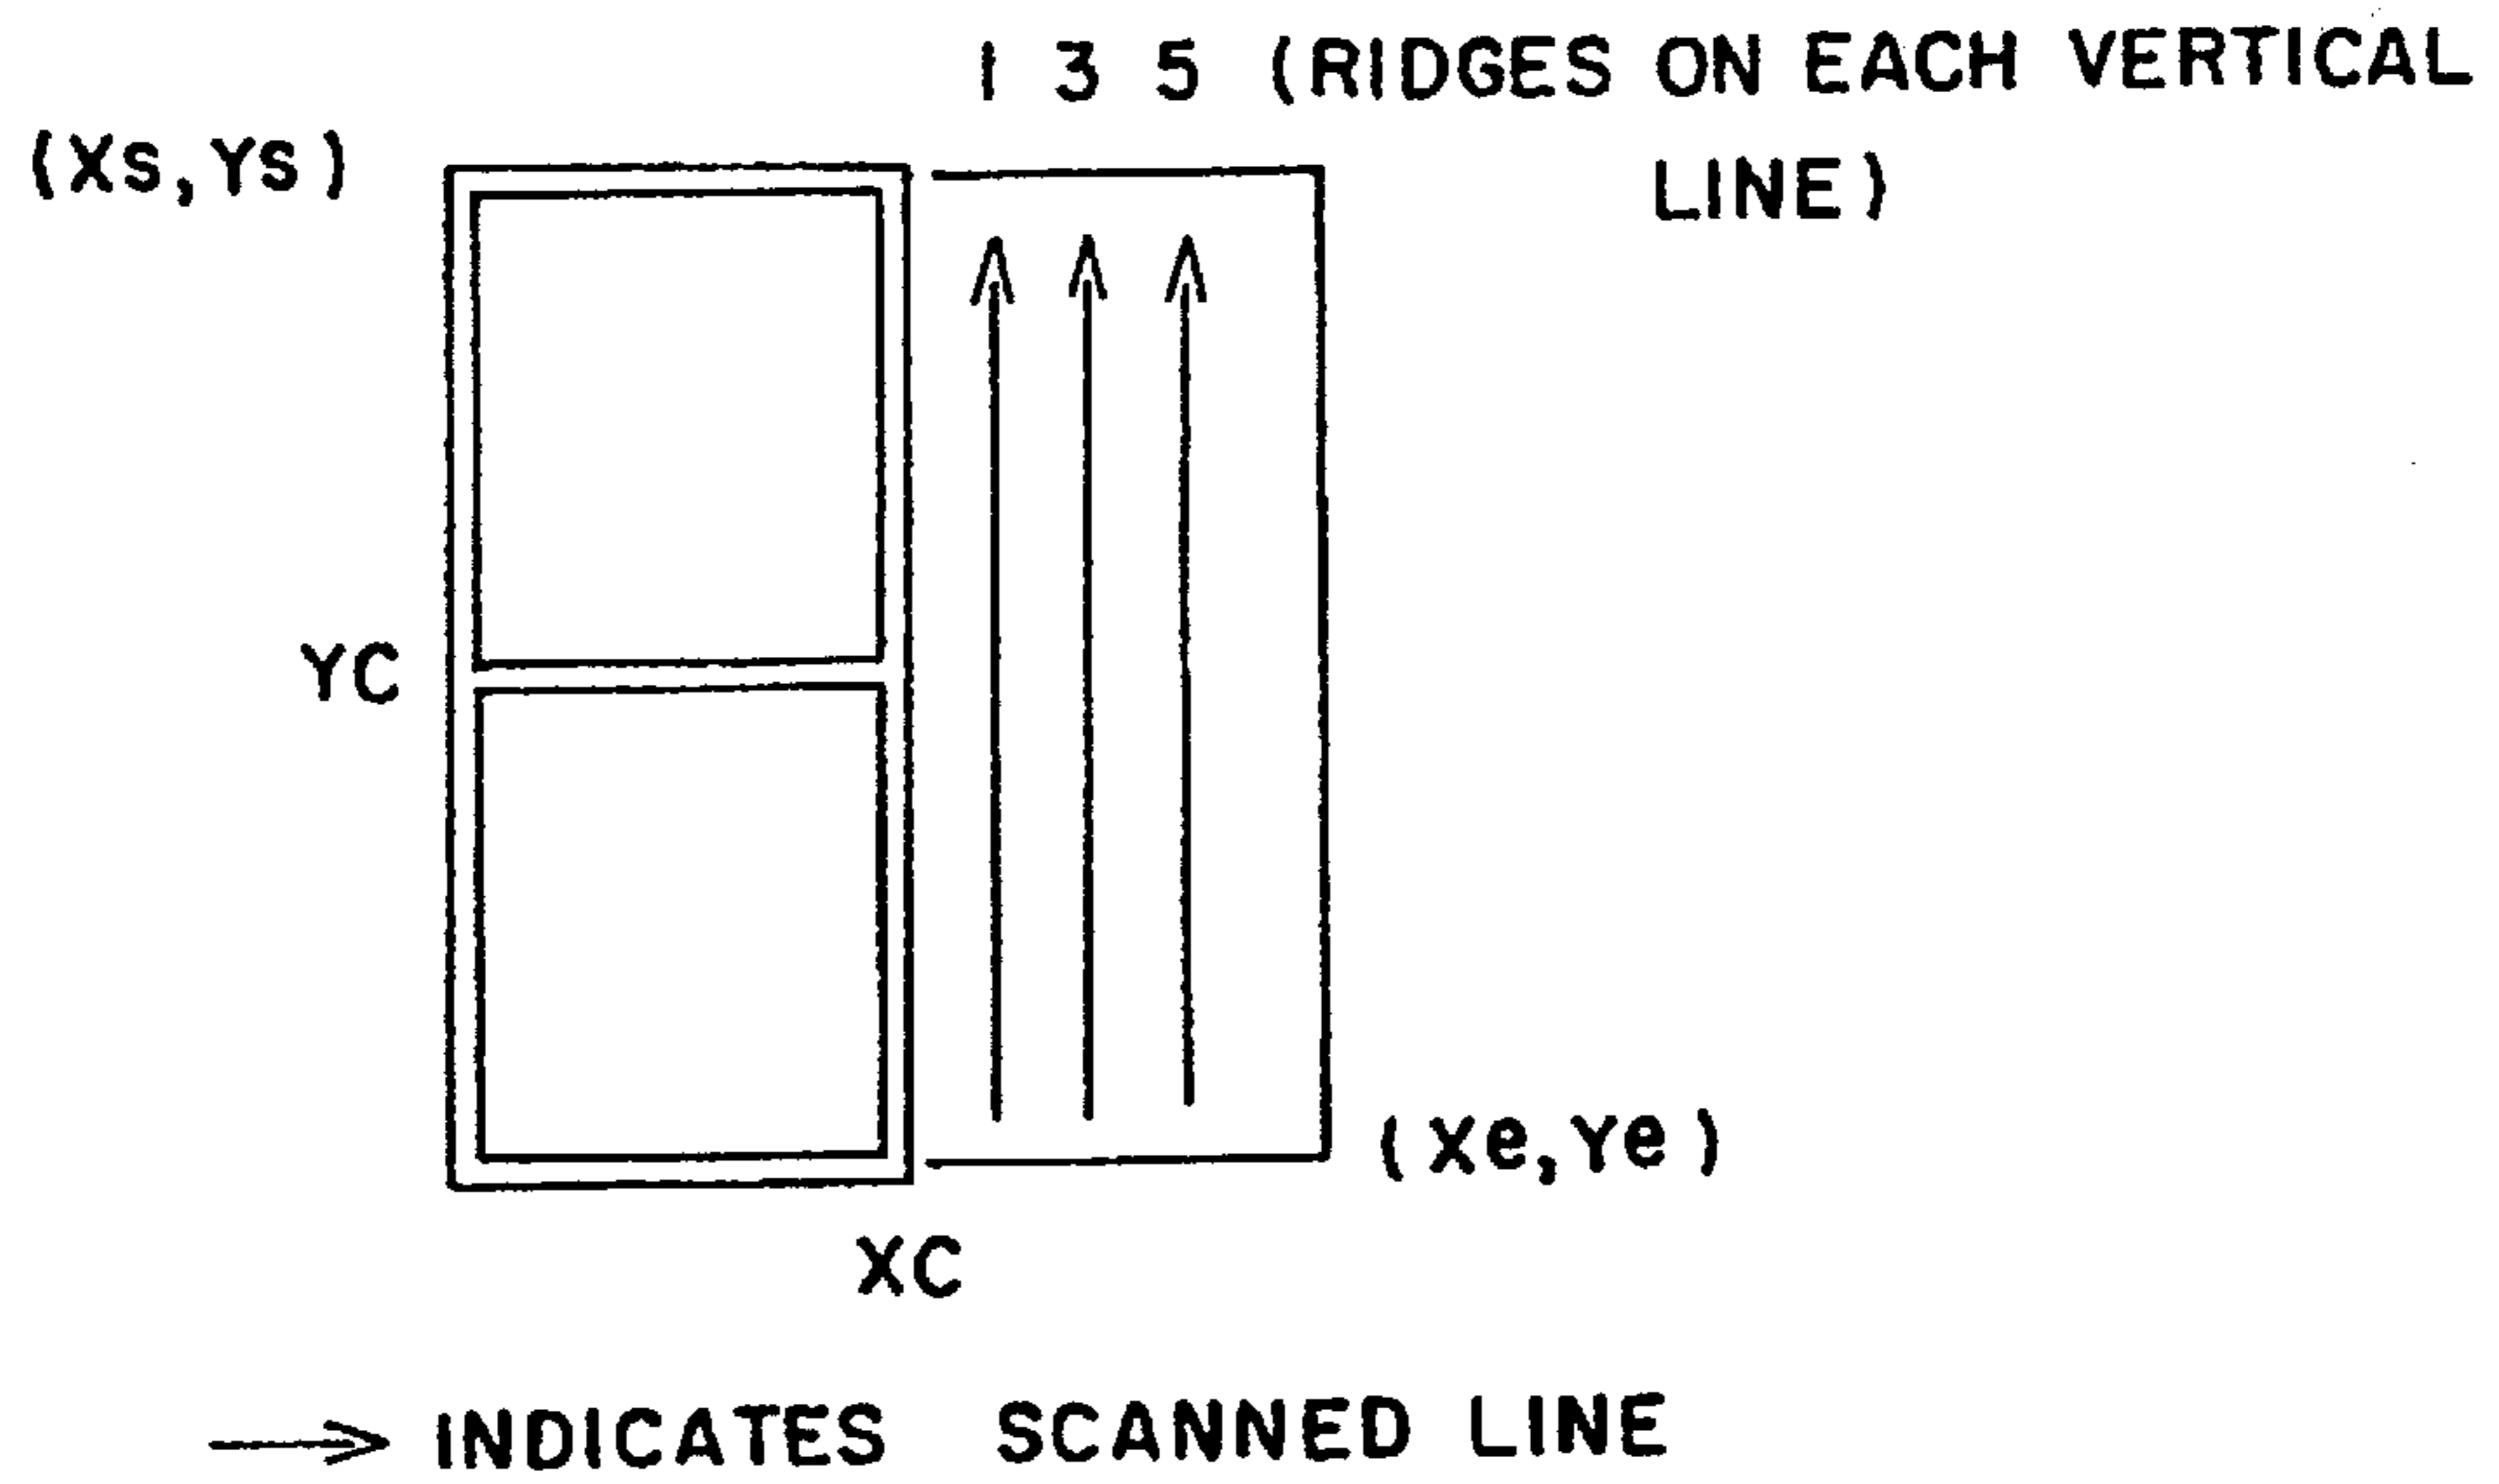 1 3 5 (RIDGES ON EACH VERTICAL
LINE)
(Xs,Ys)
YC
(Xe,Ye)
XC
INDICATES SCANNED LINE